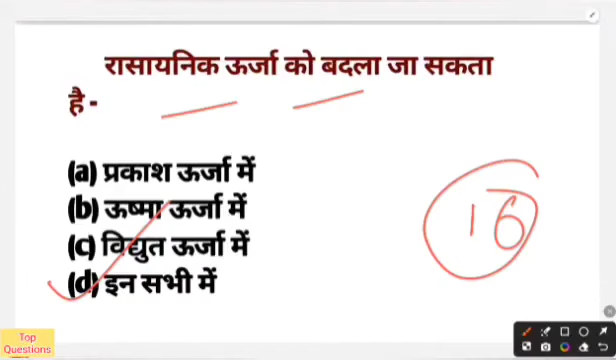 रासायनिक ऊर्जा को बदला जा सकता
है -
(a) प्रकाश ऊर्जा में
(b) ऊष्मा ऊर्जा में
(c) विद्युत ऊर्जा में
(d) इन सभी में
16
Top
Questions